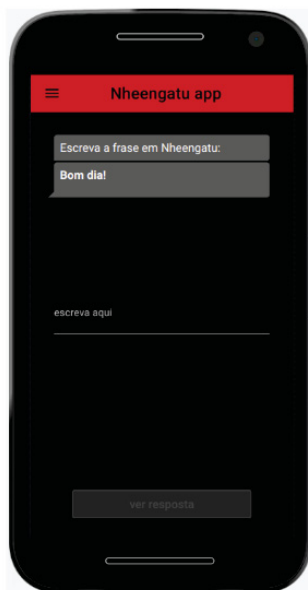 Nheengatu app
Escreva a frase em Nheengatu:
Bom dia!
escreva aqui
ver resposta